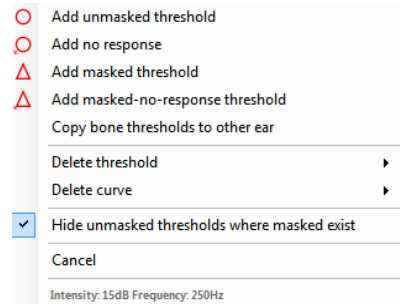 Add unmasked threshold
Add no response
Add masked threshold
Add masked-no-response threshold
Copy bone thresholds to other ear
Delete threshold
Delete curve
Hide unmasked thresholds where masked exist
Cancel
Intensity: 15dB Frequency: 250Hz